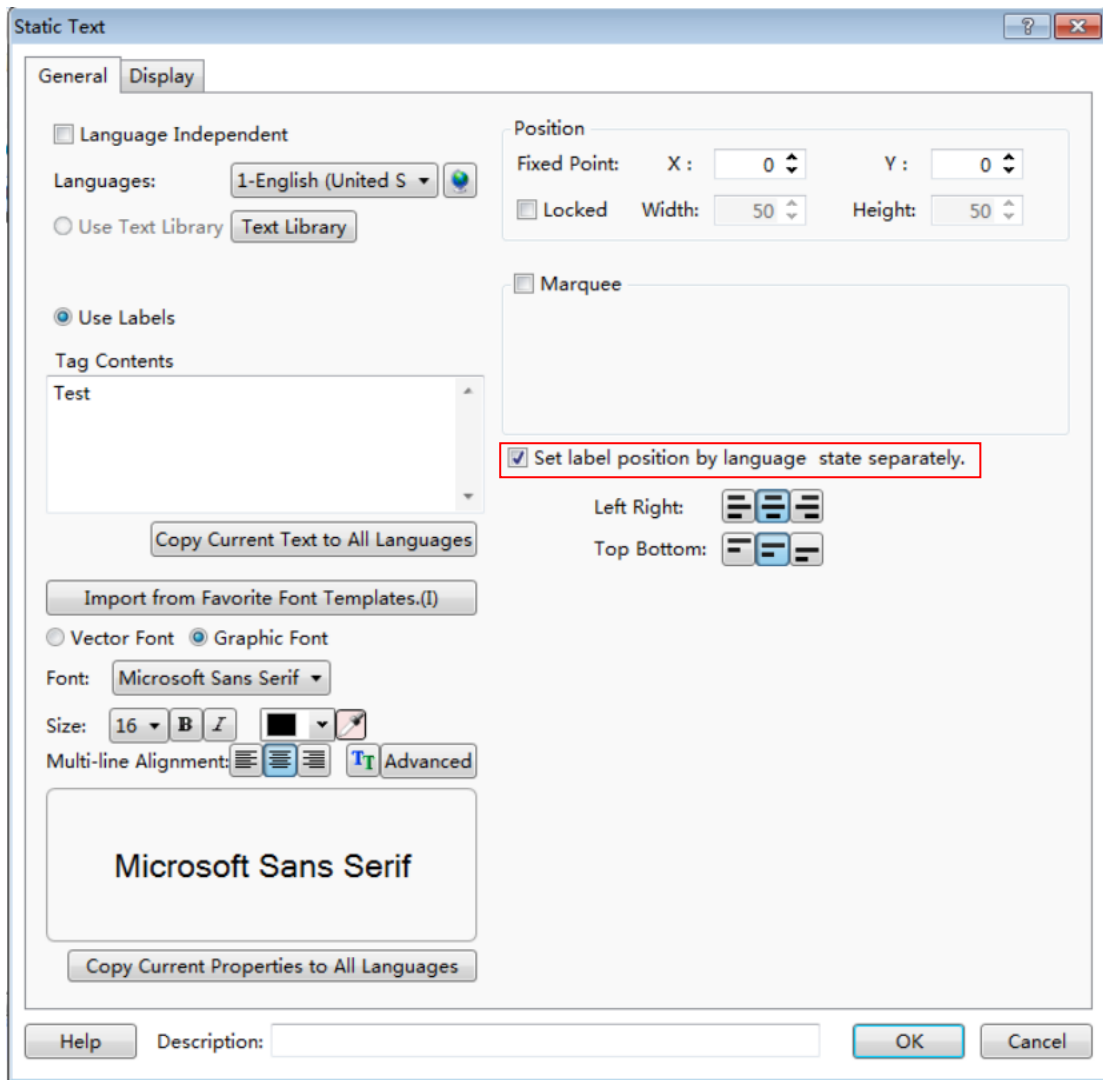 Static Text
General Display
Language Independent
Languages: 1-English (United S
Use Text Library Text Library
Use Labels
Tag Contents
Test
Copy Current Text to All Languages
Import from Favorite Font Templates.(I)
Vector Font Graphic Font
Font: Microsoft Sans Serif
Size: 16 B I
Multi-line Alignment: TT Advanced
Microsoft Sans Serif
Copy Current Properties to All Languages
Position
Fixed Point: X : 0 Y : 0
Locked Width: 50 Height: 50
Marquee
Set label position by language state separately.
Left Right:
Top Bottom:
Help Description: OK Cancel